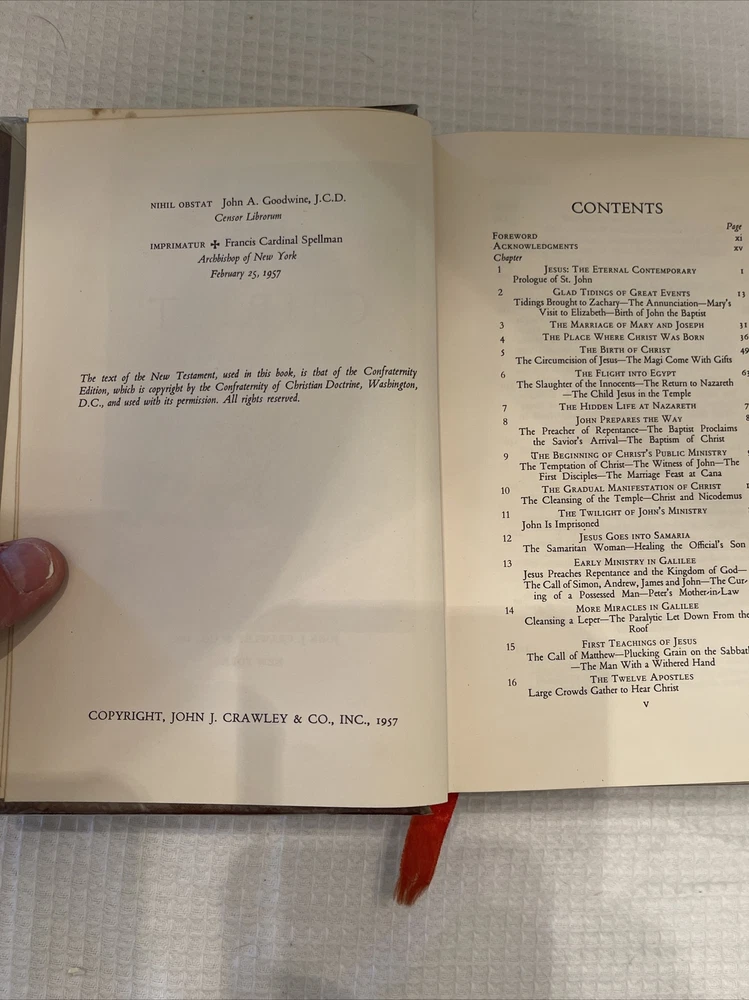 NIHIL OBSTAT John A. Goodwine, J.C.D.
Censor Librorum
IMPRIMATUR ✠ Francis Cardinal Spellman
Archbishop of New York
February 25, 1957
The text of the New Testament, used in this book, is that of the Confraternity
Edition, which is copyright by the Confraternity of Christian Doctrine, Washington,
D.C., and used with its permission. All rights reserved.
COPYRIGHT, JOHN J. CRAWLEY & CO., INC., 1957
CONTENTS
Page
FOREWORD xi
ACKNOWLEDGMENTS xv
Chapter
1 JESUS: THE ETERNAL CONTEMPORARY 1
Prologue of St. John
2 GLAD TIDINGS OF GREAT EVENTS 13
Tidings Brought to Zachary—The Annunciation—Mary's
Visit to Elizabeth—Birth of John the Baptist
3 THE MARRIAGE OF MARY AND JOSEPH 31
4 THE PLACE WHERE CHRIST WAS BORN 36
5 THE BIRTH OF CHRIST 49
The Circumcision of Jesus—The Magi Come With Gifts
6 THE FLIGHT INTO EGYPT
The Slaughter of the Innocents—The Return to Nazareth
—The Child Jesus in the Temple
7 THE HIDDEN LIFE AT NAZARETH
8 JOHN PREPARES THE WAY
The Preacher of Repentance—The Baptist Proclaims
the Savior's Arrival—The Baptism of Christ
9 THE BEGINNING OF CHRIST'S PUBLIC MINISTRY
The Temptation of Christ—The Witness of John—The
First Disciples—The Marriage Feast at Cana
10 THE GRADUAL MANIFESTATION OF CHRIST
The Cleansing of the Temple—Christ and Nicodemus
11 THE TWILIGHT OF JOHN'S MINISTRY
John Is Imprisoned
12 JESUS GOES INTO SAMARIA
The Samaritan Woman—Healing the Official's Son
13 EARLY MINISTRY IN GALILEE
Jesus Preaches Repentance and the Kingdom of God—
The Call of Simon, Andrew, James and John—The Cur-
ing of a Possessed Man—Peter's Mother-in-Law
14 MORE MIRACLES IN GALILEE
Cleansing a Leper—The Paralytic Let Down From the
Roof
15 FIRST TEACHINGS OF JESUS
The Call of Matthew—Plucking Grain on the Sabbath
—The Man With a Withered Hand
16 THE TWELVE APOSTLES
Large Crowds Gather to Hear Christ
v